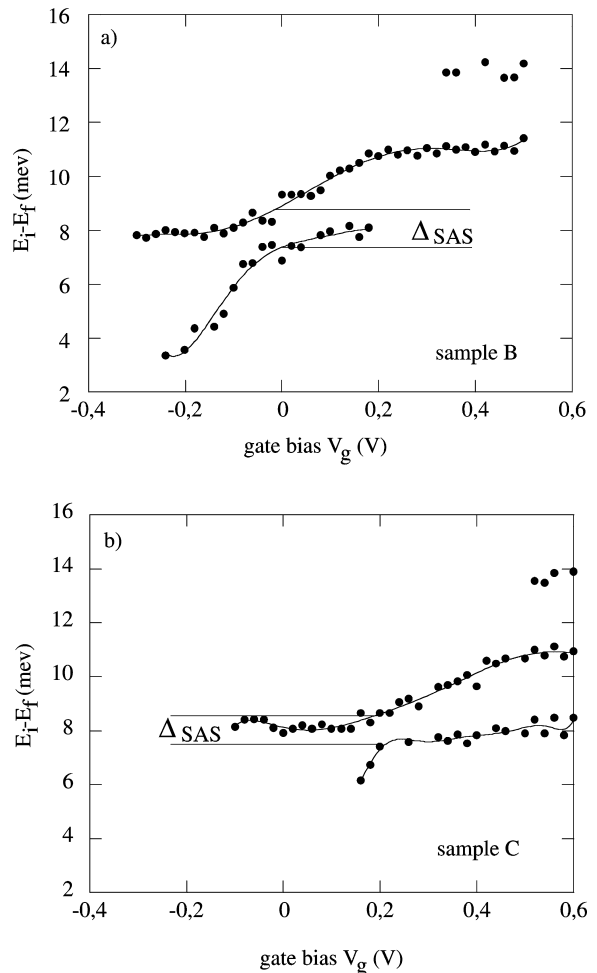 16
a)
14
12
10
8
6
4
2
E_i-E_f (mev)
Δ_SAS
sample B
-0,4
-0,2
0
0,2
0,4
0,6
gate bias V_g (V)
16
b)
14
12
10
8
6
4
2
E_i-E_f (mev)
Δ_SAS
sample C
-0,4
-0,2
0
0,2
0,4
0,6
gate bias V_g (V)